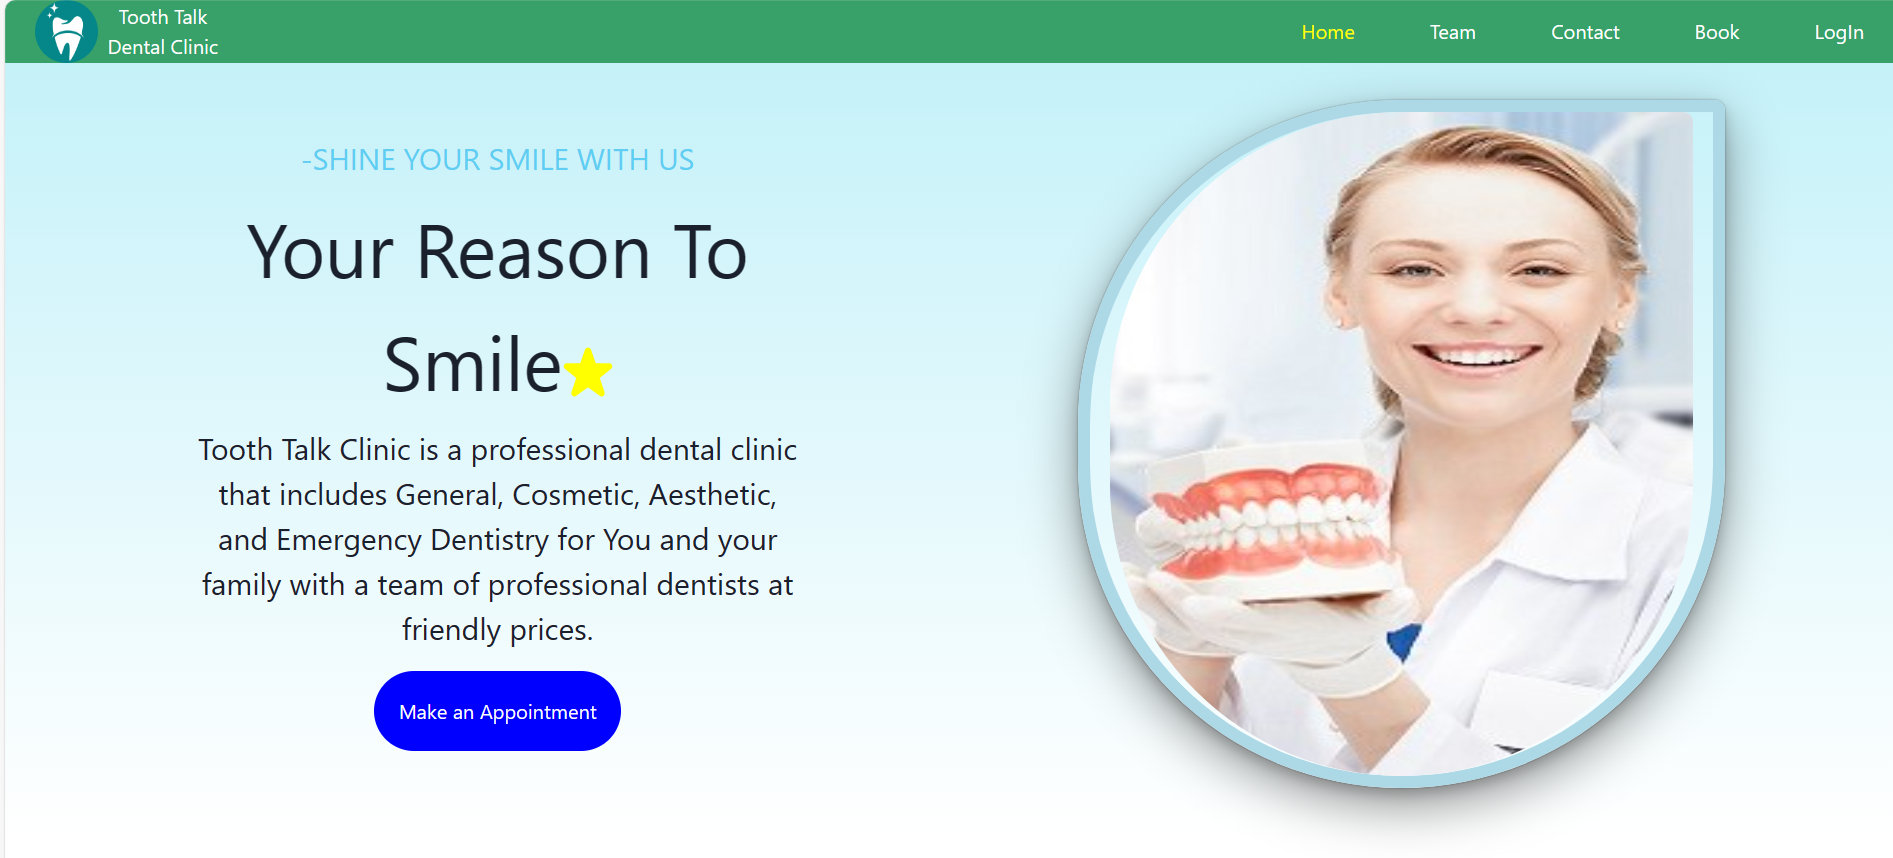 Tooth Talk
Dental Clinic
Home
Team
Contact
Book
LogIn
-SHINE YOUR SMILE WITH US
Your Reason To
Smile
Tooth Talk Clinic is a professional dental clinic
that includes General, Cosmetic, Aesthetic,
and Emergency Dentistry for You and your
family with a team of professional dentists at
friendly prices.
Make an Appointment